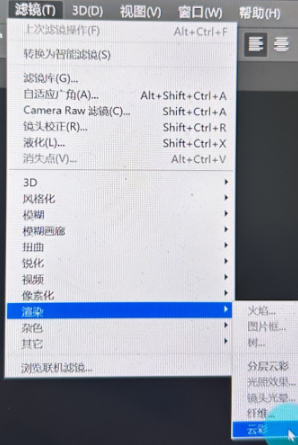 滤镜(T) 3D(D) 视图(V) 窗口(W) 帮助(H)
上次滤镜操作(F) Alt+Ctrl+F
转换为智能滤镜(S)
滤镜库(G)...
自适应广角(A)... Alt+Shift+Ctrl+A
Camera Raw 滤镜(C)... Shift+Ctrl+A
镜头校正(R)... Shift+Ctrl+R
液化(L)... Shift+Ctrl+X
消失点(V)... Alt+Ctrl+V
3D
风格化
模糊
模糊画廊
扭曲
锐化
视频
像素化
渲染
杂色
其它
浏览联机滤镜...
火焰...
图片框...
树...
分层云彩
光照效果...
镜头光晕...
纤维...